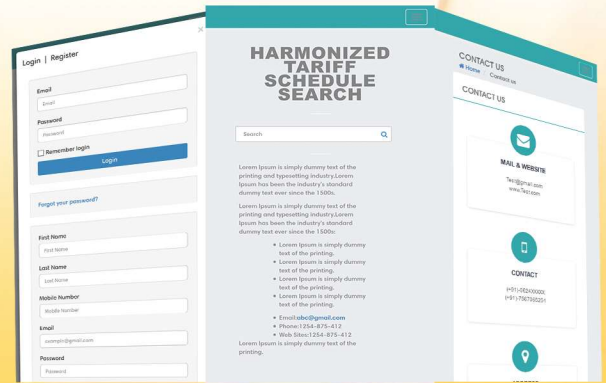 Login | Register
Email
Email
Password
Password
Remember login
Login
Forgot your password?
First Name
First Name
Last Name
Last Name
Mobile Number
Mobile Number
Email
example@gmail.com
Password
Password
HARMONIZED
TARIFF
SCHEDULE
SEARCH
Search
Lorem Ipsum is simply dummy text of the
printing and typesetting industry.Lorem
Ipsum has been the industry's standard
dummy text ever since the 1500s.
Lorem Ipsum is simply dummy text of the
printing and typesetting industry.Lorem
Ipsum has been the industry's standard
dummy text ever since the 1500s.
• Lorem Ipsum is simply dummy
text of the printing.
• Lorem Ipsum is simply dummy
text of the printing.
• Lorem Ipsum is simply dummy
text of the printing.
• Lorem Ipsum is simply dummy
text of the printing.
• Email:abc@gmail.com
• Phone:1254-875-412
• Web Sites:1254-875-412
Lorem Ipsum is simply dummy text of the
printing.
CONTACT US
Home Contact us
CONTACT US
MAIL & WEBSITE
Test@gmail.com
www.Test.com
CONTACT